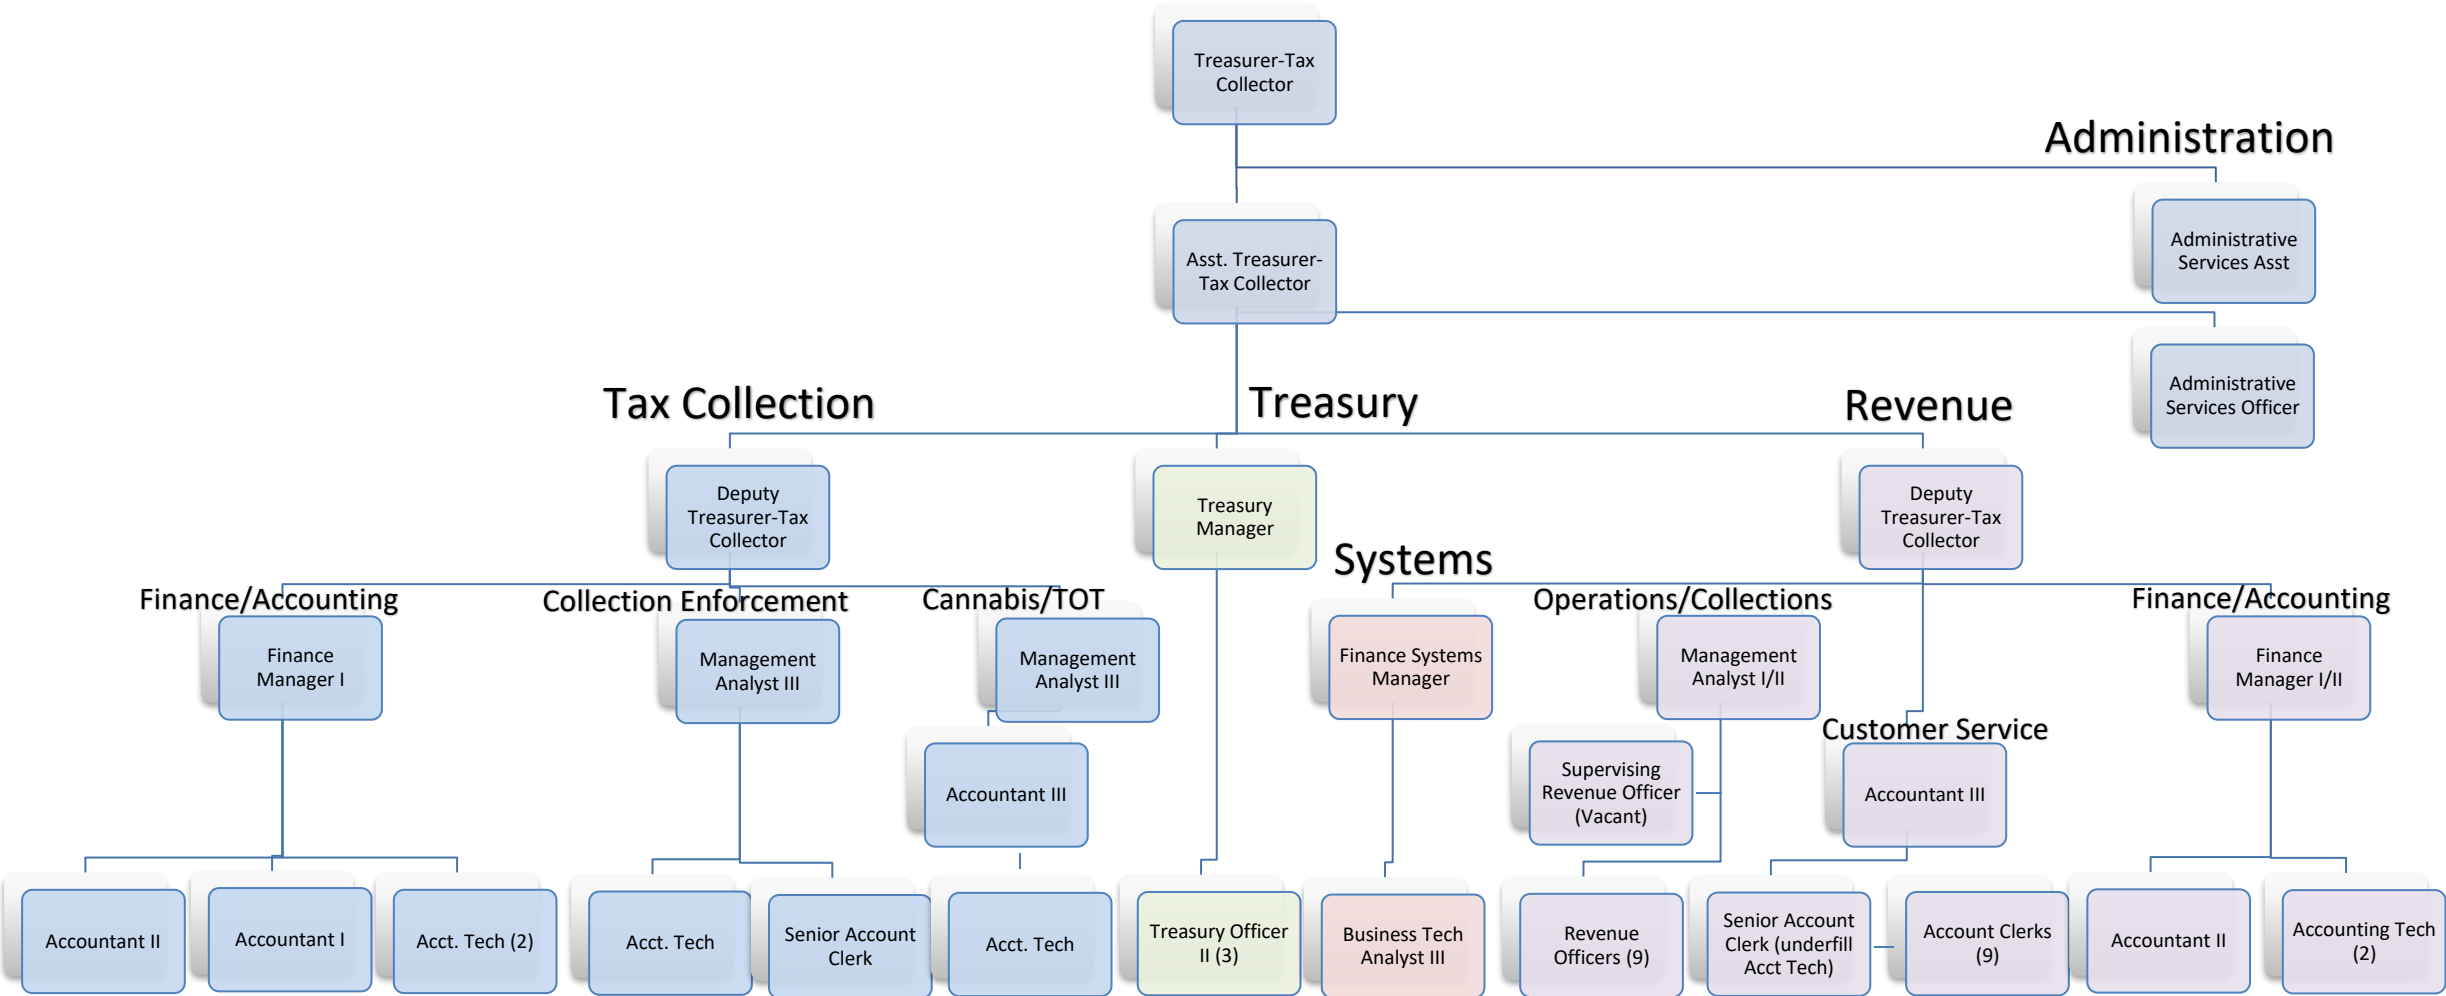 Treasurer-Tax
Collector
Administration
Asst. Treasurer-
Tax Collector
Administrative
Services Asst
Administrative
Services Officer
Tax Collection
Treasury
Revenue
Deputy
Treasurer-Tax
Collector
Treasury
Manager
Deputy
Treasurer-Tax
Collector
Systems
Finance/Accounting
Collection Enforcement
Cannabis/TOT
Operations/Collections
Finance/Accounting
Finance
Manager I
Management
Analyst III
Management
Analyst III
Finance Systems
Manager
Management
Analyst I/II
Finance
Manager I/II
Customer Service
Accountant III
Supervising
Revenue Officer
(Vacant)
Accountant III
Accountant II
Accountant I
Acct. Tech (2)
Acct. Tech
Senior Account
Clerk
Acct. Tech
Treasury Officer
II (3)
Business Tech
Analyst III
Revenue
Officers (9)
Senior Account
Clerk (underfill
Acct Tech)
Account Clerks
(9)
Accountant II
Accounting Tech
(2)